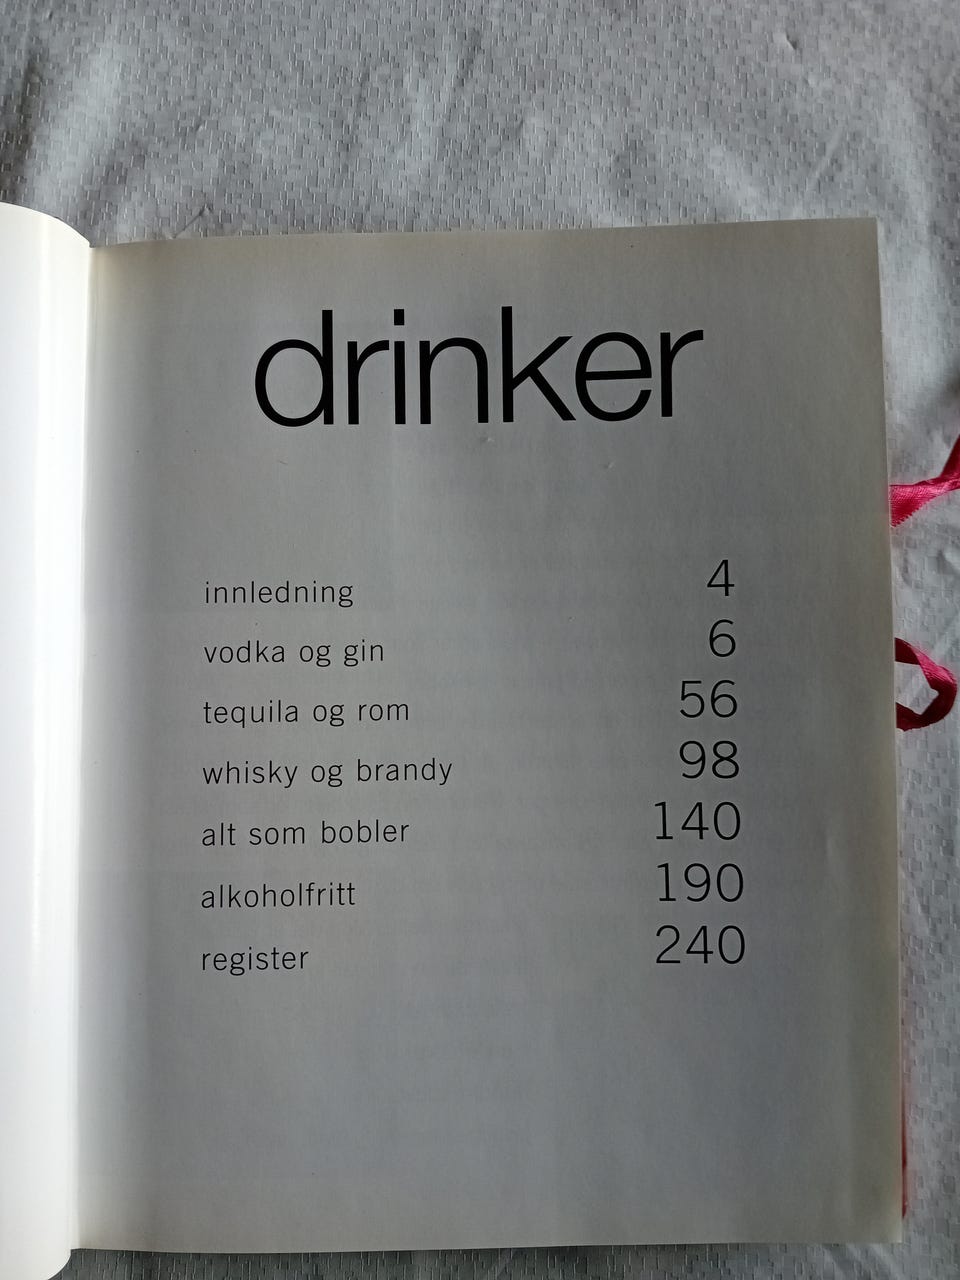 drinker
innledning 4
vodka og gin 6
tequila og rom 56
whisky og brandy 98
alt som bobler 140
alkoholfritt 190
register 240